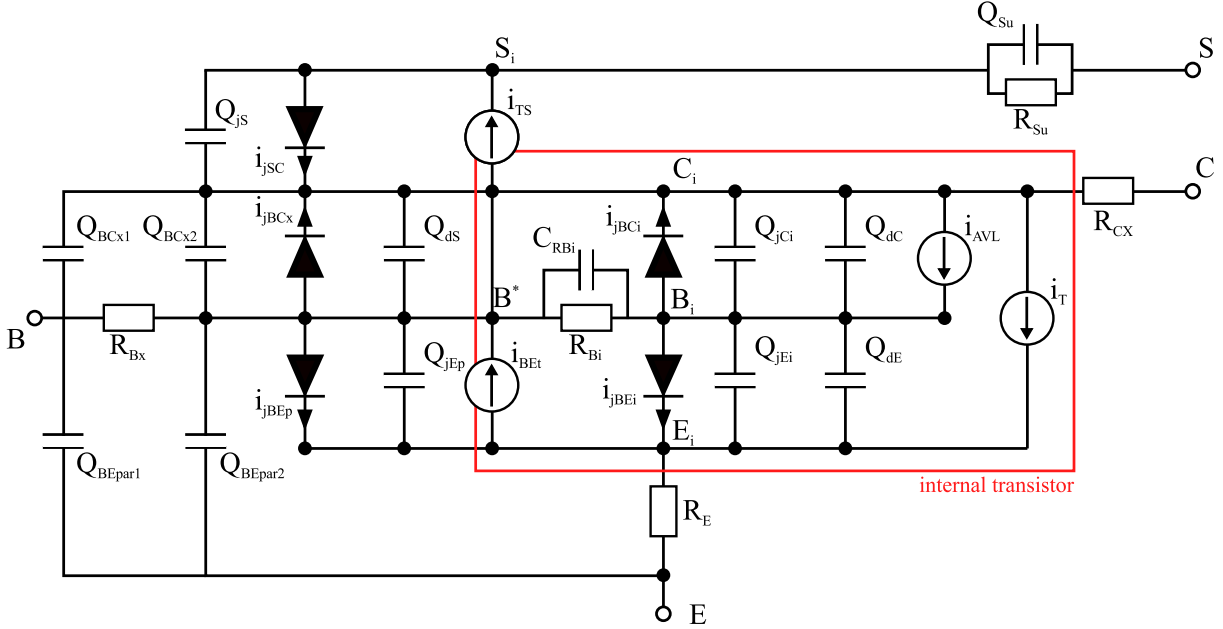 Q_Su
S_i
S
Q_jS
i_TS
R_Su
i_jSC
C_i
C
Q_BCx1
Q_BCx2
i_jBCx
Q_dS
C_RBi
i_jBCi
Q_jCi
Q_dC
i_AVL
R_CX
B*
B_i
i_T
B
R_Bx
Q_jEp
i_BEt
R_Bi
Q_jEi
Q_dE
i_jBEp
i_jBEi
E_i
Q_BEpar1
Q_BEpar2
internal transistor
R_E
E